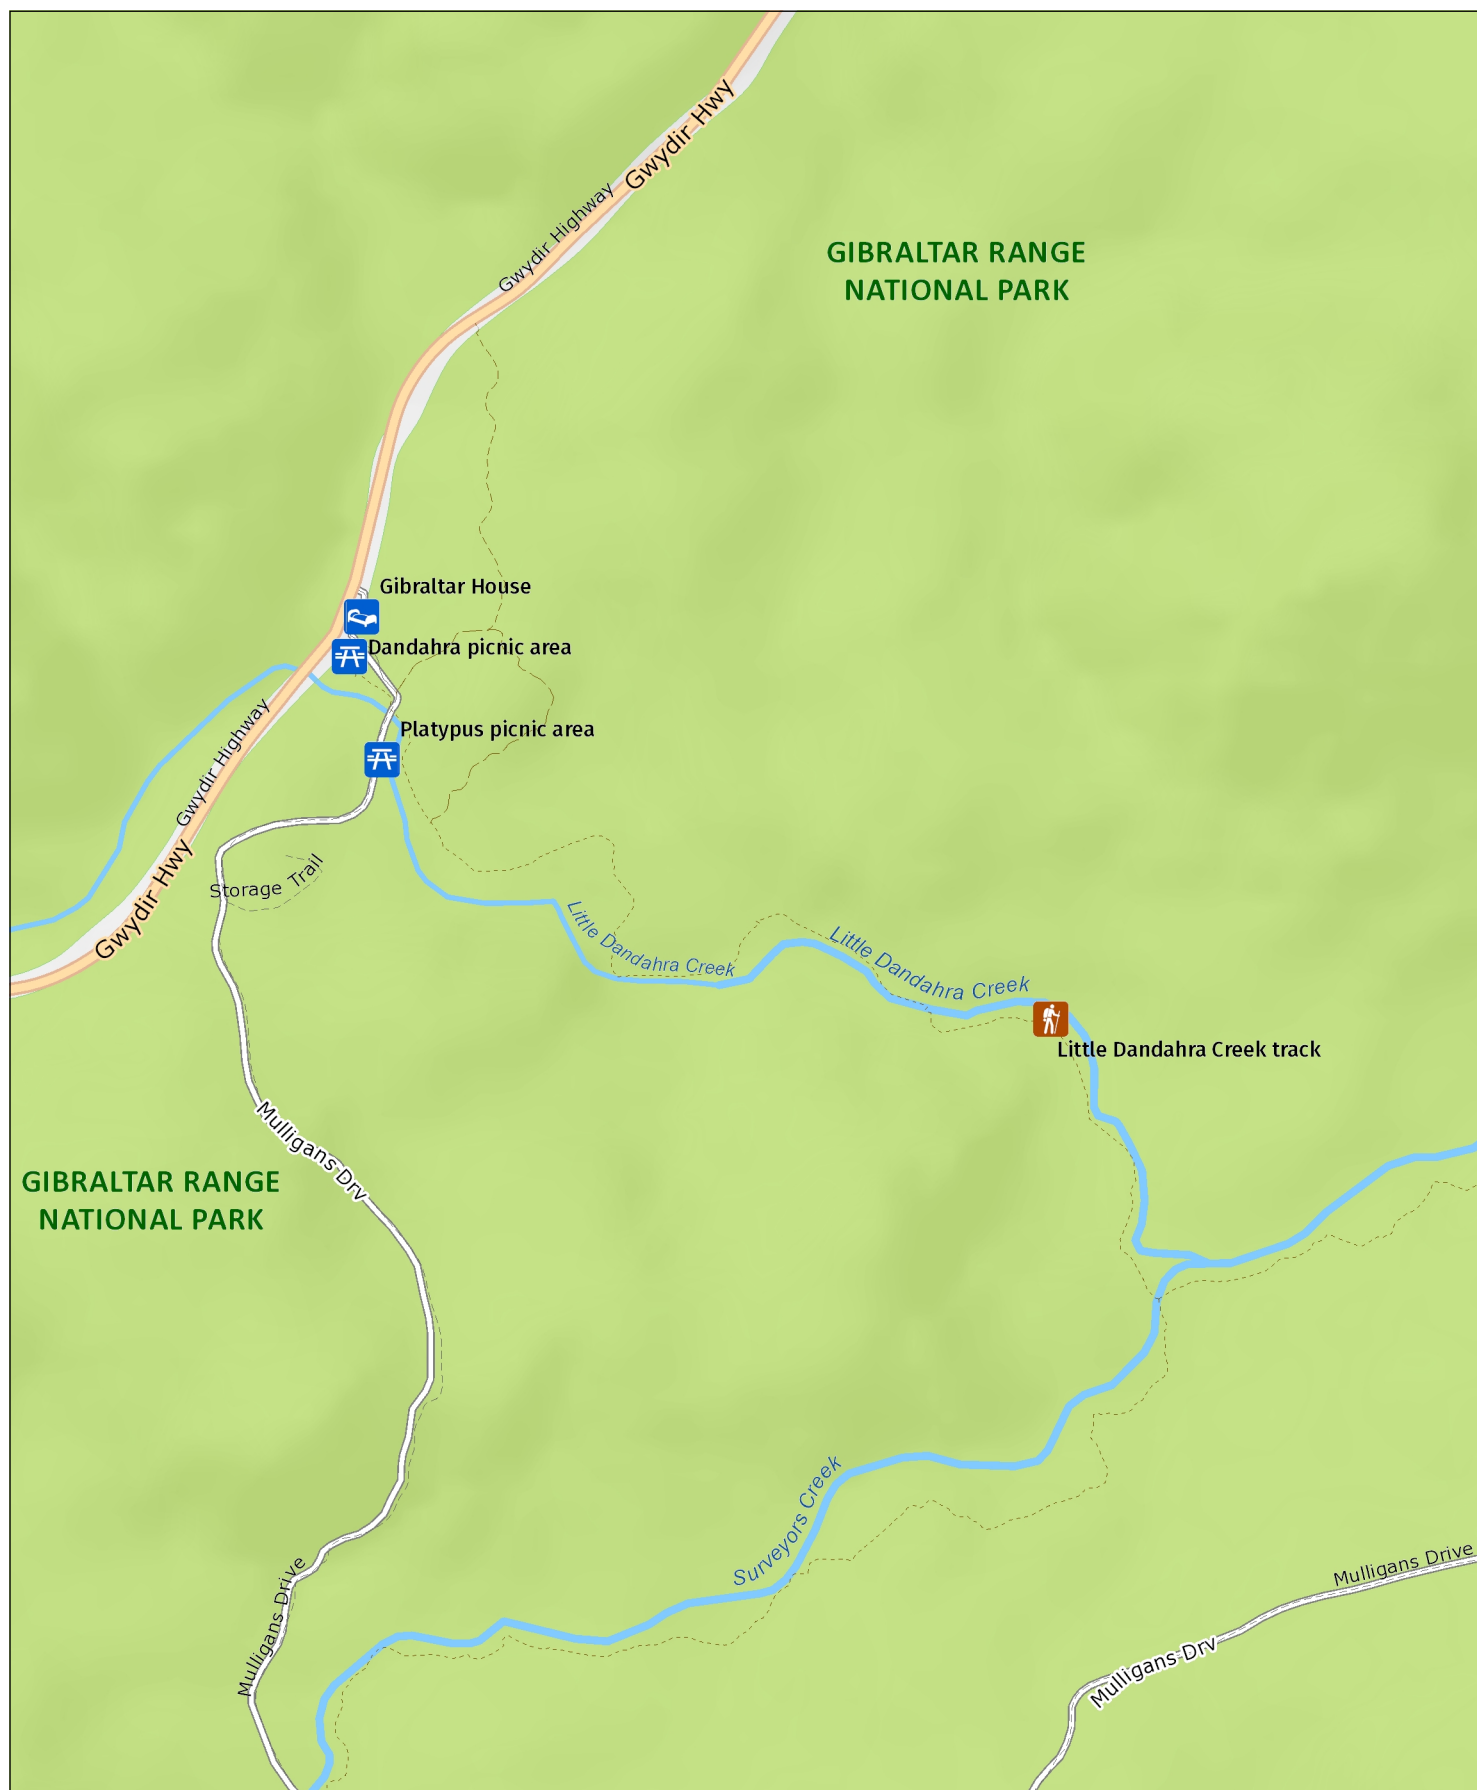 Gwydir Hwy
Gwydir Highway
GIBRALTAR RANGE
NATIONAL PARK
Gibraltar House
Dandahra picnic area
Platypus picnic area
Gwydir Highway
Gwydir Hwy
Storage Trail
Little Dandahra Creek
Little Dandahra Creek
Little Dandahra Creek track
Mulligans Drv
GIBRALTAR RANGE
NATIONAL PARK
Surveyors Creek
Mulligans Drive
Mulligans Drive
Mulligans Drv